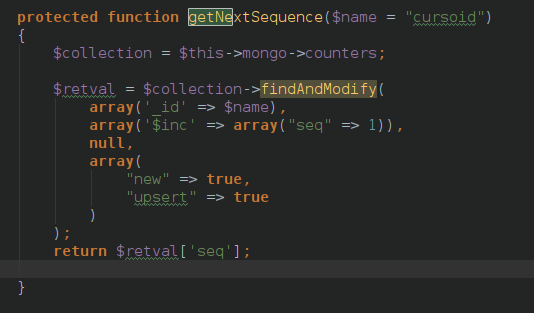 protected function getNextSequence($name = "cursoid")
{
    $collection = $this->mongo->counters;
    $retval = $collection->findAndModify(
        array('_id' => $name),
        array('$inc' => array("seq" => 1)),
        null,
        array(
            "new" => true,
            "upsert" => true
        )
    );
    return $retval['seq'];
}